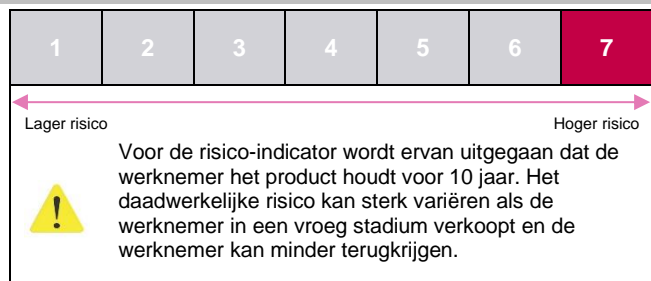 1 2 3 4 5 6 7
Lager risico Hoger risico
Voor de risico-indicator wordt ervan uitgegaan dat de
werknemer het product houdt voor 10 jaar. Het
daadwerkelijke risico kan sterk variëren als de
werknemer in een vroeg stadium verkoopt en de
werknemer kan minder terugkrijgen.